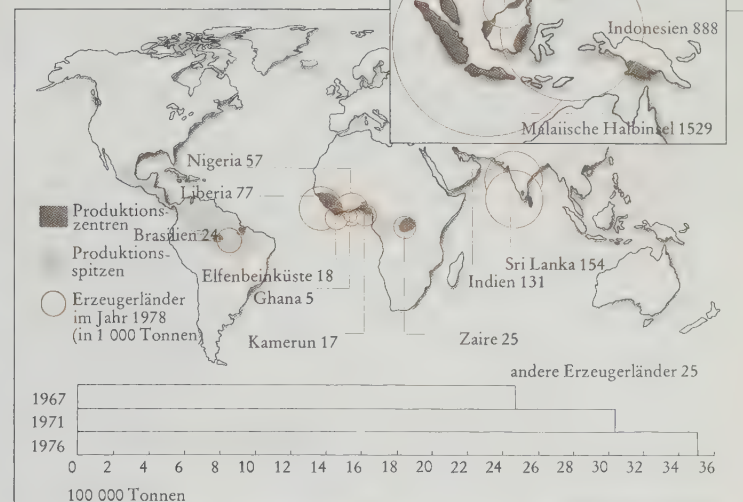 Indonesien 888
Malaiische Halbinsel 1529
Nigeria 57
Liberia 77
Produktions-
zentren
Brasilien 24
Produktions-
spitzen
Elfenbeinküste 18
Sri Lanka 154
Indien 131
Erzeugerländer
im Jahr 1978
(in 1 000 Tonnen)
Ghana 5
Kamerun 17
Zaire 25
andere Erzeugerländer 25
1967
1971
1976
0 2 4 6 8 10 12 14 16 18 20 22 24 26 28 30 32 34 36
100 000 Tonnen